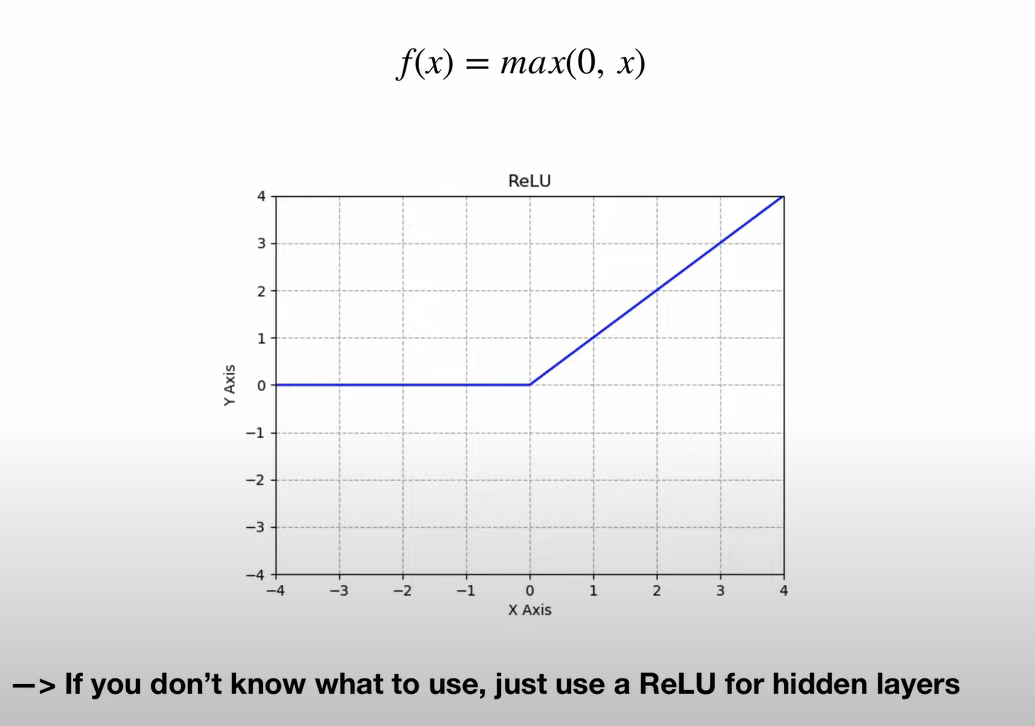 f(x) = max(0, x)
ReLU
4
3
2
1
0
−1
−2
−3
−4
Y Axis
−4 −3 −2 −1 0 1 2 3 4
X Axis
—> If you don’t know what to use, just use a ReLU for hidden layers